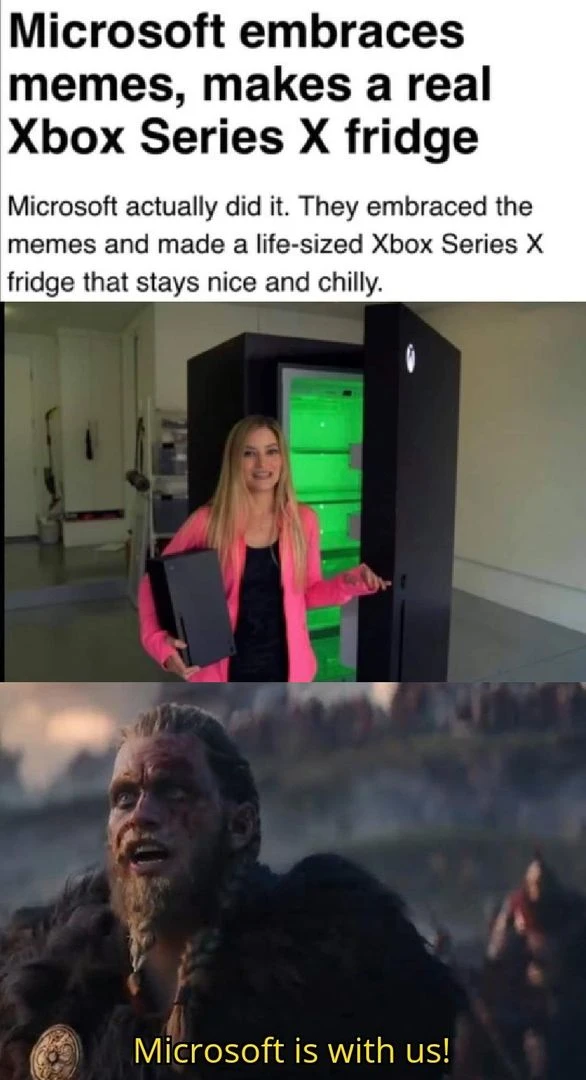 Microsoft embraces
memes, makes a real
Xbox Series X fridge
Microsoft actually did it. They embraced the
memes and made a life-sized Xbox Series X
fridge that stays nice and chilly.
Microsoft is with us!